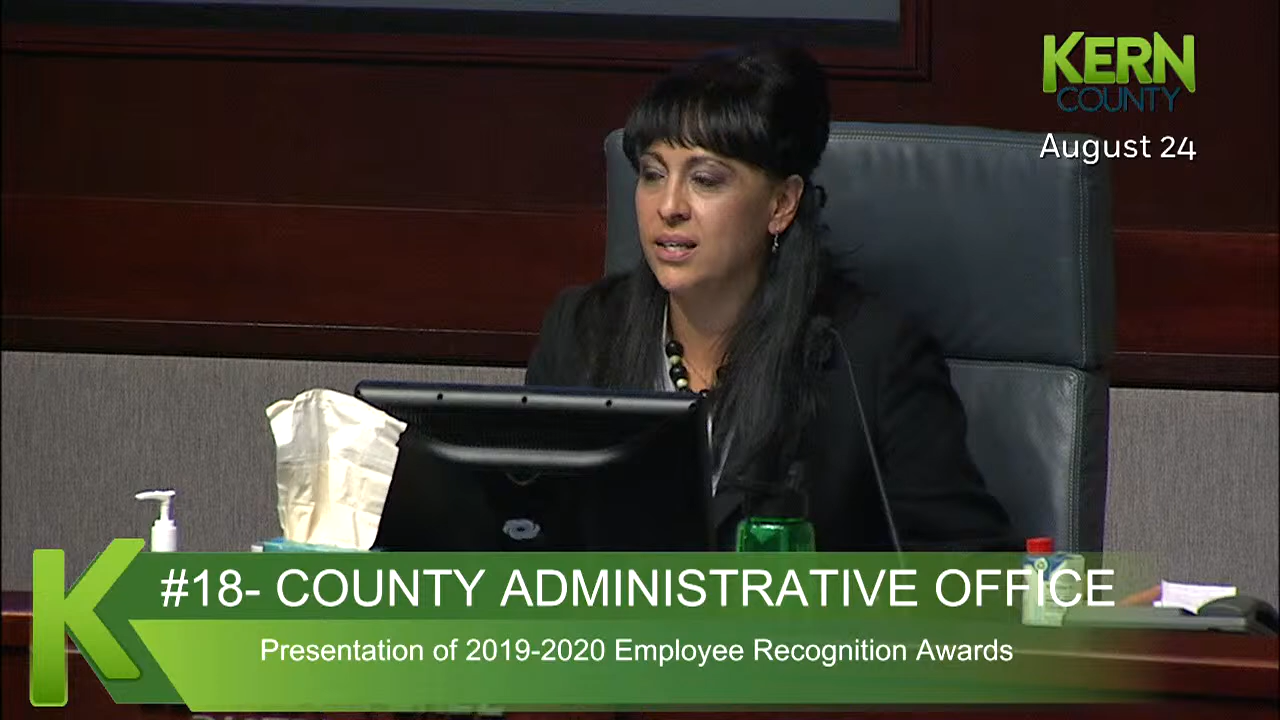 KERN
COUNTY
August 24
#18- COUNTY ADMINISTRATIVE OFFICE
Presentation of 2019-2020 Employee Recognition Awards
K